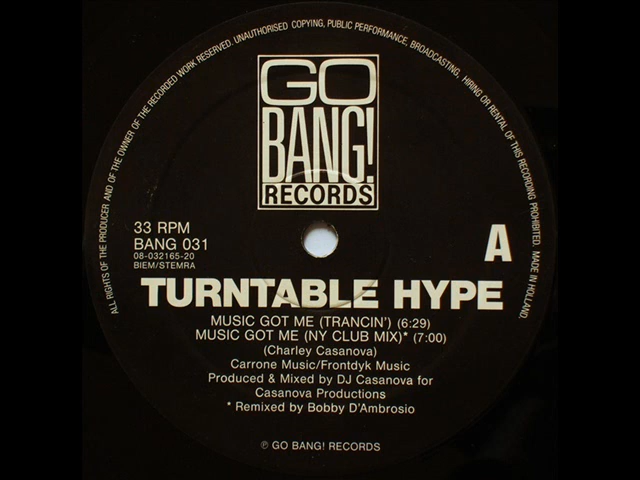 ALL RIGHTS OF THE PRODUCER AND OF THE OWNER OF THE RECORDED WORK RESERVED. UNAUTHORISED COPYING, PUBLIC PERFORMANCE, BROADCASTING, HIRING OR RENTAL OF THIS RECORDING PROHIBITED. MADE IN HOLLAND.
GO
BANG!
RECORDS
33 RPM
BANG 031
08-032165-20
BIEM/STEMRA
A
TURNTABLE HYPE
MUSIC GOT ME (TRANCIN') (6:29)
MUSIC GOT ME (NY CLUB MIX)* (7:00)
(Charley Casanova)
Carrone Music/Frontdyk Music
Produced & Mixed by DJ Casanova for
Casanova Productions
* Remixed by Bobby D'Ambrosio
℗ GO BANG! RECORDS